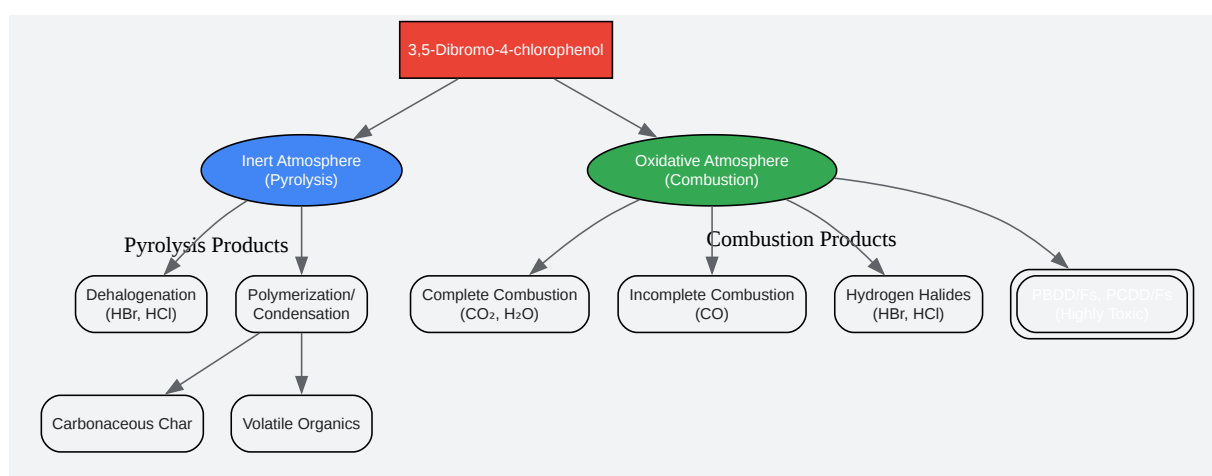 3,5-Dibromo-4-chlorophenol
Inert Atmosphere
(Pyrolysis)
Oxidative Atmosphere
(Combustion)
Pyrolysis Products
Combustion Products
Dehalogenation
(HBr, HCl)
Polymerization/
Condensation
Complete Combustion
(CO₂, H₂O)
Incomplete Combustion
(CO)
Hydrogen Halides
(HBr, HCl)
PBDD/Fs, PCDD/Fs
(Highly Toxic)
Carbonaceous Char
Volatile Organics